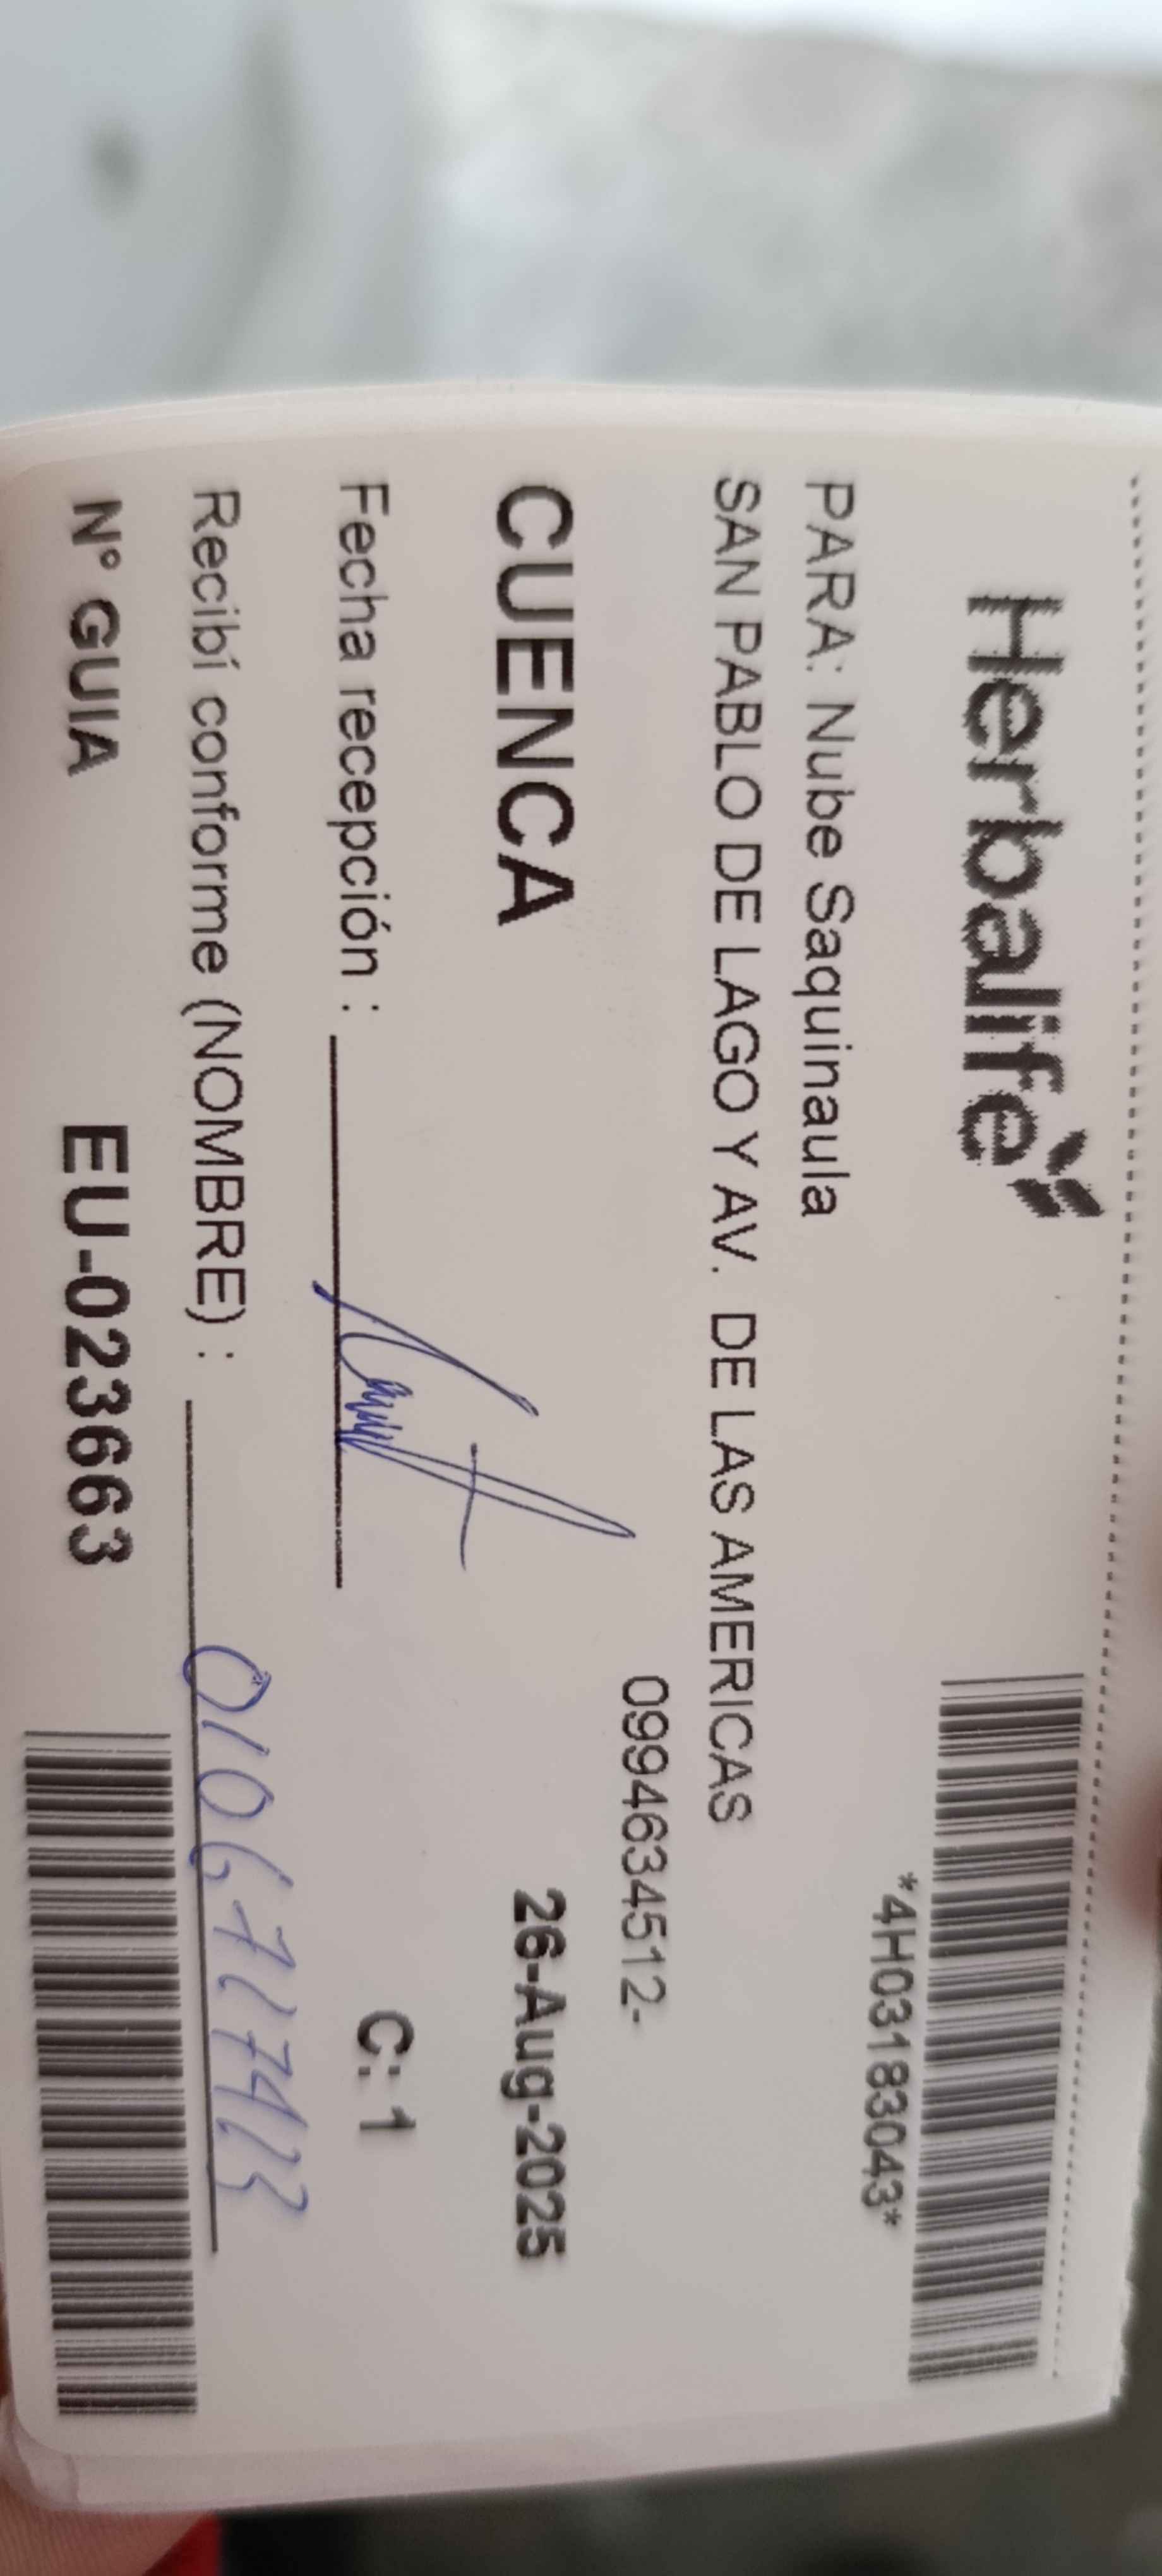 Herbalife
*4H03183043*
PARA: Nube Saquinaula
SAN PABLO DE LAGO Y AV. DE LAS AMERICAS
0994634512-
CUENCA 26-Aug-2025
Fecha recepción : C: 1
Recibí conforme (NOMBRE) :
N° GUIA EU-023663